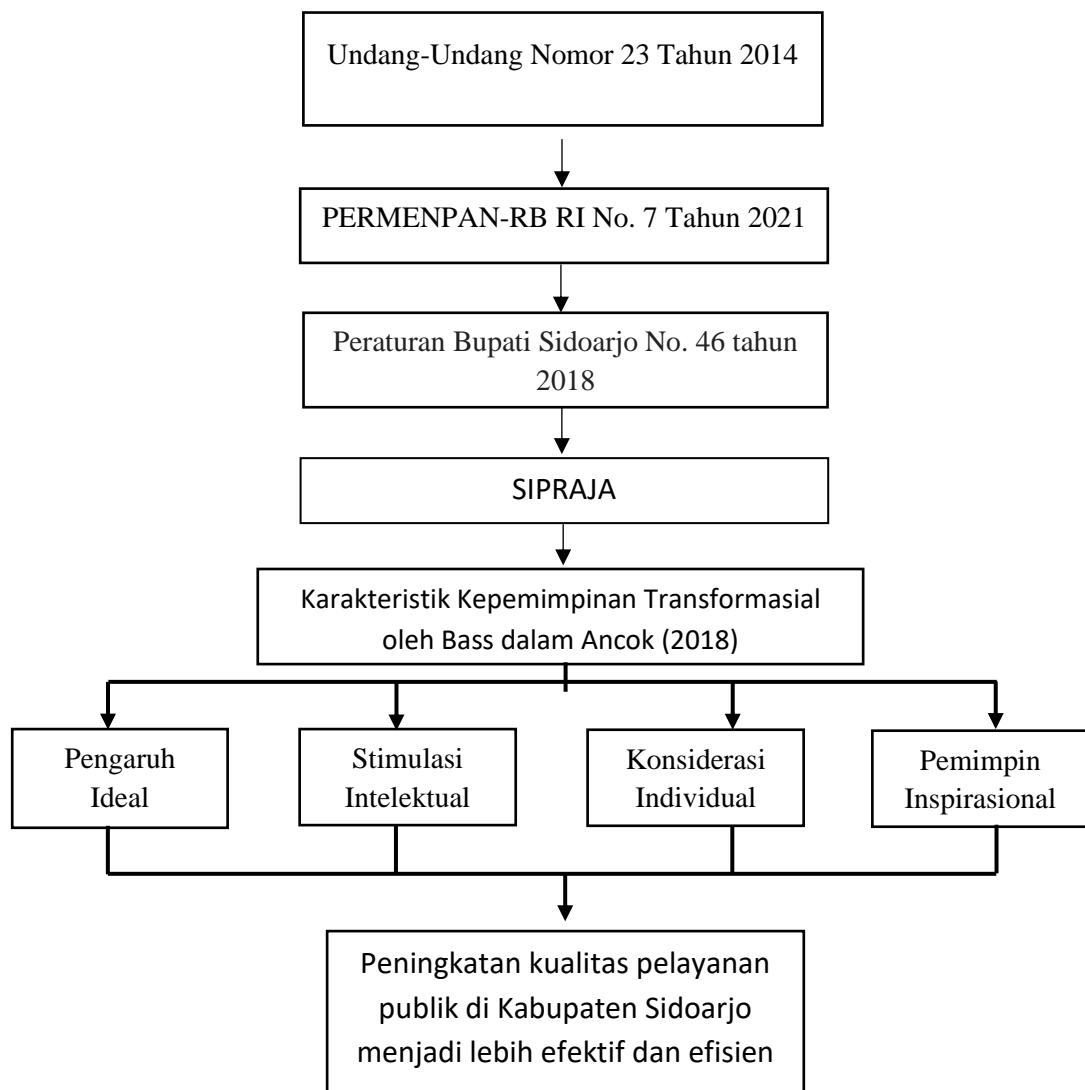 Undang-Undang Nomor 23 Tahun 2014
PERMENPAN-RB RI No. 7 Tahun 2021
Peraturan Bupati Sidoarjo No. 46 tahun
2018
SIPRAJA
Karakteristik Kepemimpinan Transformasial
oleh Bass dalam Ancok (2018)
Pengaruh
Ideal
Stimulasi
Intelektual
Konsiderasi
Individual
Pemimpin
Inspirasional
Peningkatan kualitas pelayanan
publik di Kabupaten Sidoarjo
menjadi lebih efektif dan efisien